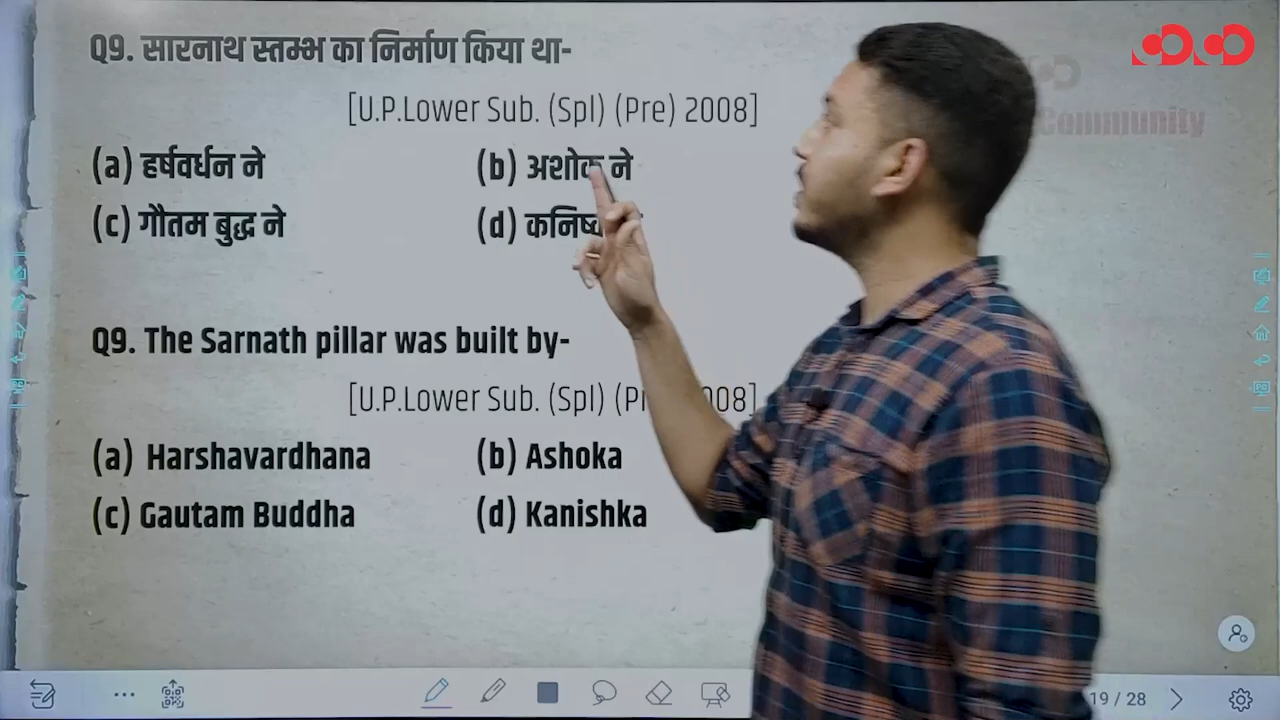 Q9. सारनाथ स्तम्भ का निर्माण किया था-
[U.P.Lower Sub. (Spl) (Pre) 2008]
(a) हर्षवर्धन ने
(b) अशोक ने
(c) गौतम बुद्ध ने
(d)
Q9. The Sarnath pillar was built by-
[U.P.Lower Sub. (Spl)
(a) Harshavardhana
(b) Ashoka
(c) Gautam Buddha
(d) Kanishka
Community
19 / 28